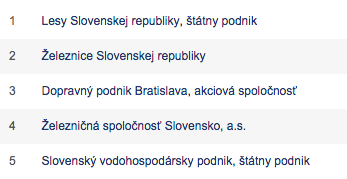 1 Lesy Slovenskej republiky, štátny podnik
2 Železnice Slovenskej republiky
3 Dopravný podnik Bratislava, akciová spoločnosť
4 Železničná spoločnosť Slovensko, a.s.
5 Slovenský vodohospodársky podnik, štátny podnik